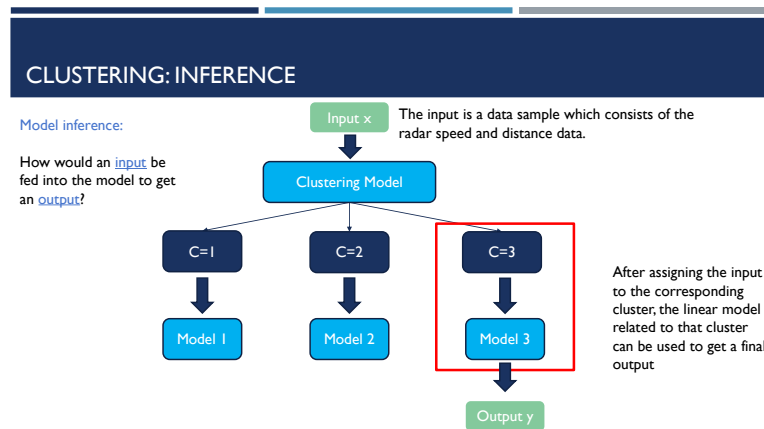 CLUSTERING: INFERENCE
Model inference:
How would an input be
fed into the model to get
an output?
Input x
The input is a data sample which consists of the
radar speed and distance data.
Clustering Model
C=1
C=2
C=3
Model 1
Model 2
Model 3
After assigning the input
to the corresponding
cluster, the linear model
related to that cluster
can be used to get a final
output
Output y